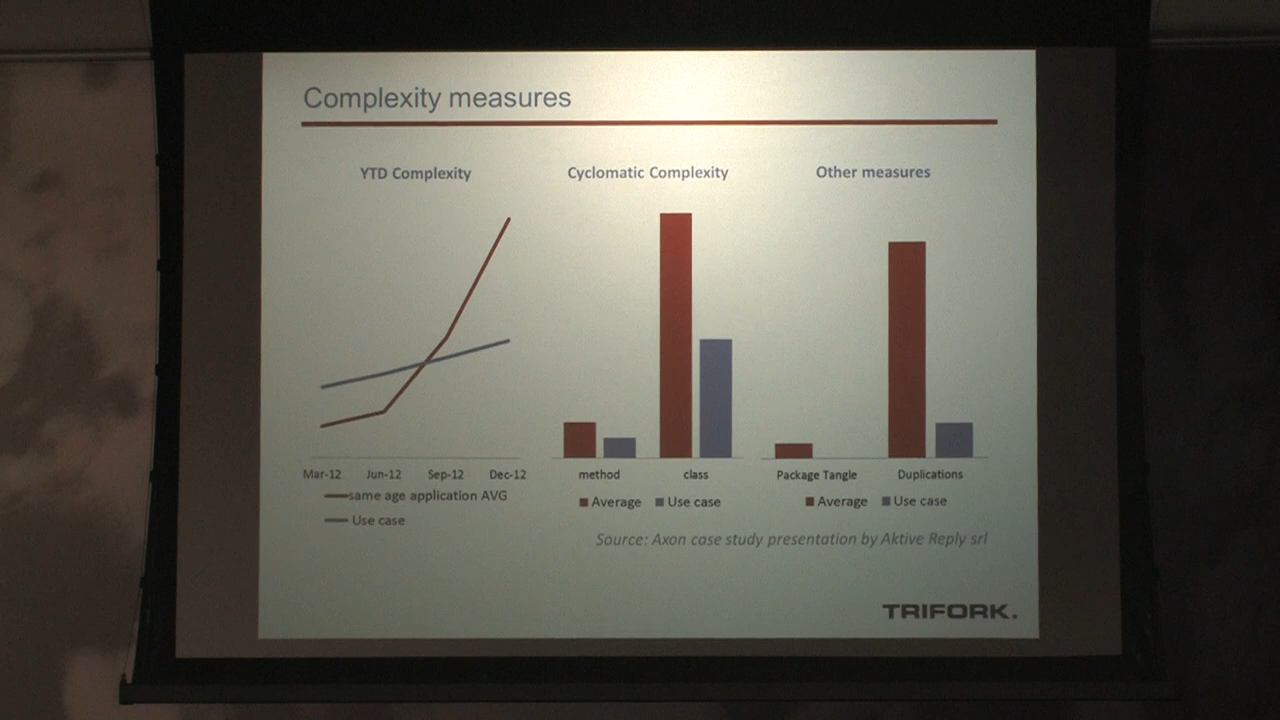 Complexity measures
YTD Complexity
Mar-12 Jun-12 Sep-12 Dec-12
same age application AVG
Use case
Cyclomatic Complexity
method class
Average Use case
Other measures
Package Tangle Duplications
Average Use case
Source: Axon case study presentation by Aktive Reply srl
TRIFORK.